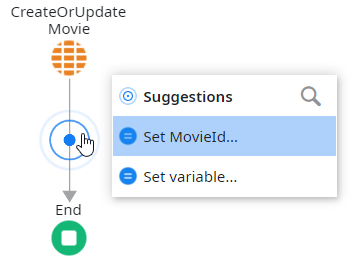 CreateOrUpdate
Movie
Suggestions
Set MovieId...
Set variable...
End